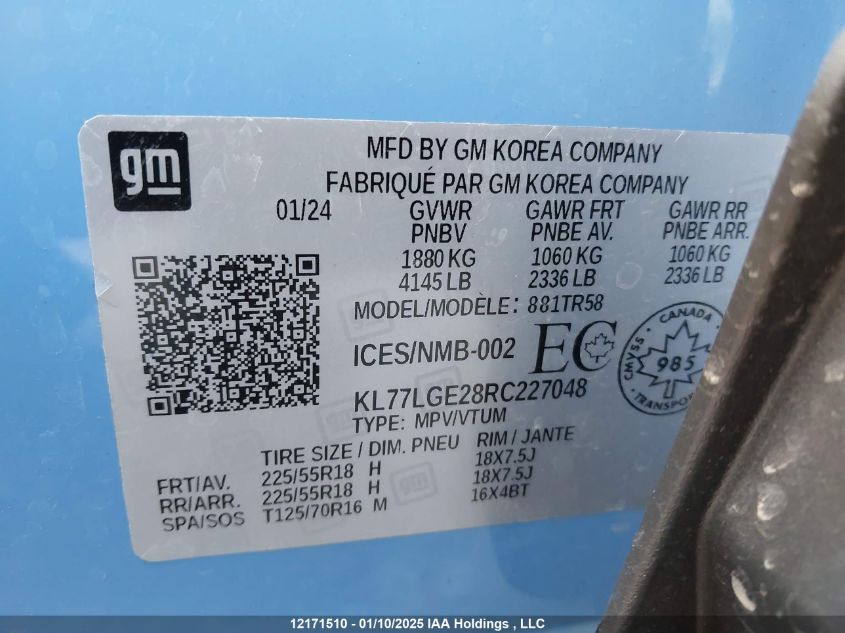 gm
MFD BY GM KOREA COMPANY
FABRIQUÉ PAR GM KOREA COMPANY
01/24 GVWR GAWR FRT GAWR RR
PNBV PNBE AV. PNBE ARR.
1880 KG 1060 KG 1060 KG
4145 LB 2336 LB 2336 LB
MODEL/MODÈLE: 881TR58
ICES/NMB-002 EC
CANADA
CMVSS 985
TRANSPORT
KL77LGE28RC227048
TYPE: MPV/VTUM
TIRE SIZE / DIM. PNEU RIM / JANTE
FRT/AV. 225/55R18 H 18X7.5J
RR/ARR. 225/55R18 H 18X7.5J
SPA/SOS T125/70R16 M 16X4BT
12171510 - 01/10/2025 IAA Holdings , LLC